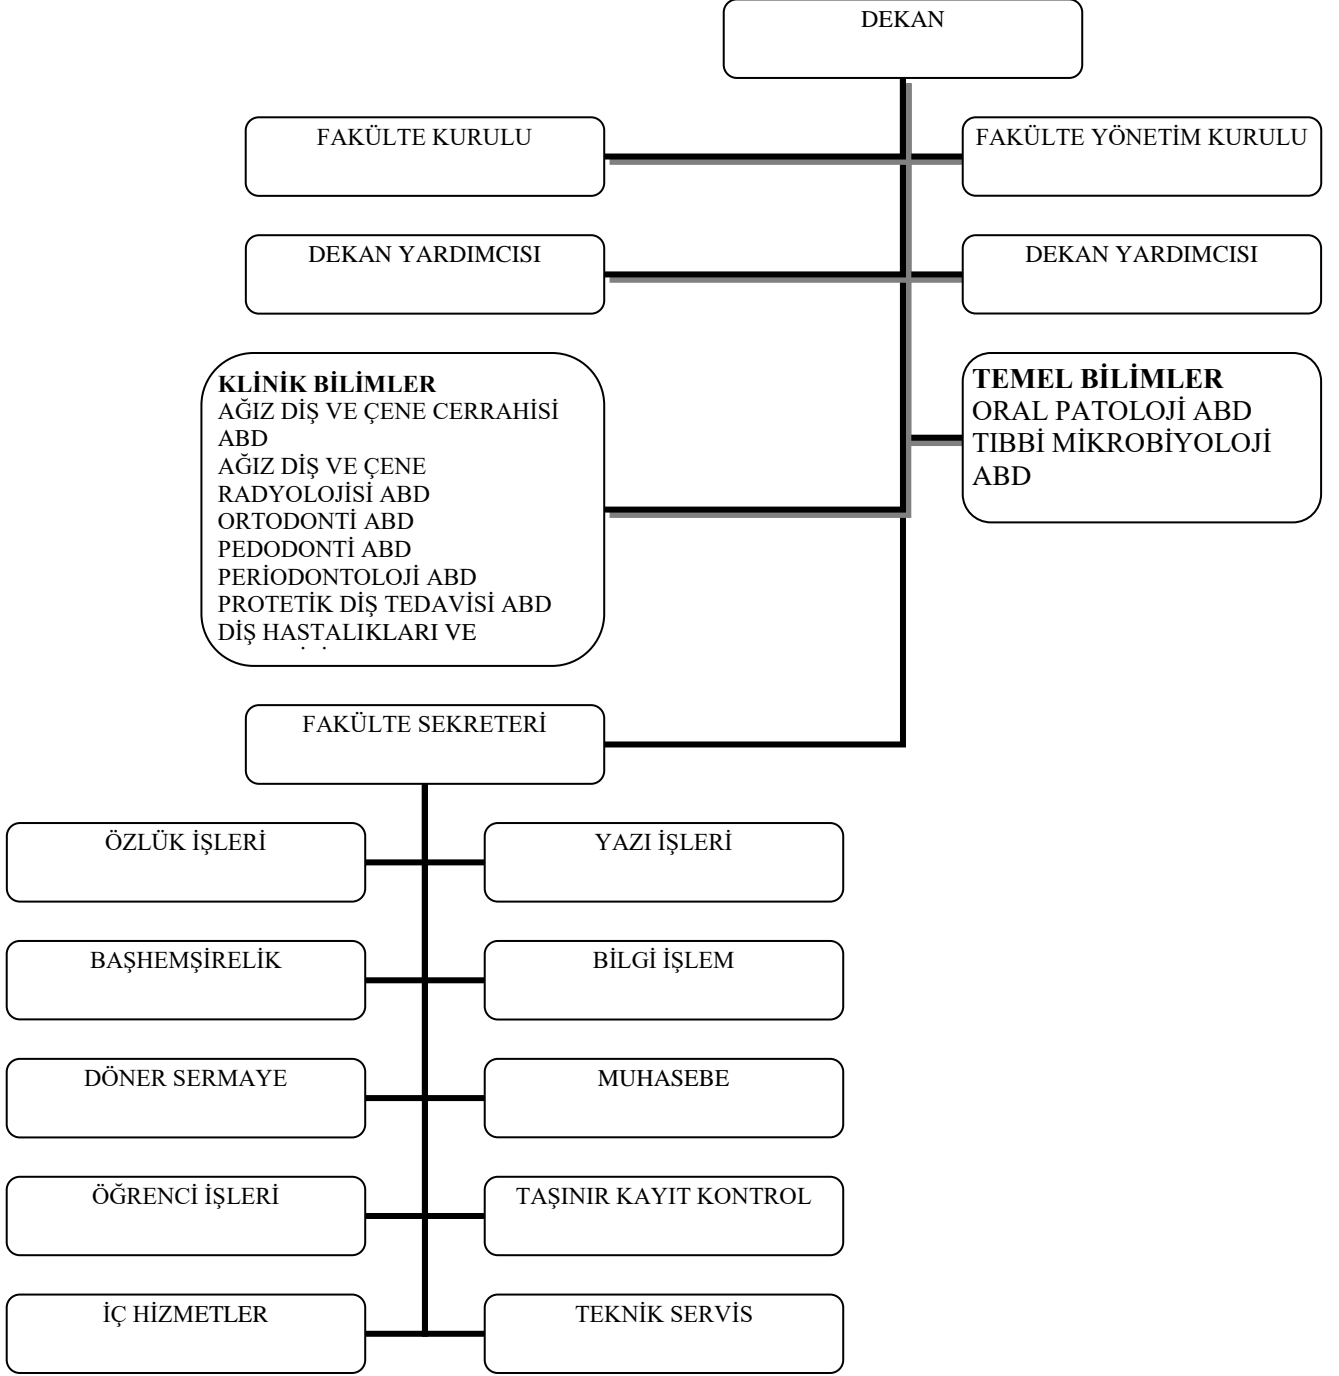 DEKAN
FAKÜLTE KURULU
FAKÜLTE YÖNETİM KURULU
DEKAN YARDIMCISI
DEKAN YARDIMCISI
KLİNİK BİLİMLER
AĞIZ DİŞ VE ÇENE CERRAHİSİ
ABD
AĞIZ DİŞ VE ÇENE
RADYOLOJİSİ ABD
ORTODONTİ ABD
PEDODONTİ ABD
PERİODONTOLOJİ ABD
PROTETİK DİŞ TEDAVİSİ ABD
DİŞ HASTALIKLARI VE
TEMEL BİLİMLER
ORAL PATOLOJİ ABD
TIBBİ MİKROBİYOLOJİ
ABD
FAKÜLTE SEKRETERİ
ÖZLÜK İŞLERİ
YAZI İŞLERİ
BAŞHEMŞİRELİK
BİLGİ İŞLEM
DÖNER SERMAYE
MUHASEBE
ÖĞRENCİ İŞLERİ
TAŞINIR KAYIT KONTROL
İÇ HİZMETLER
TEKNİK SERVİS